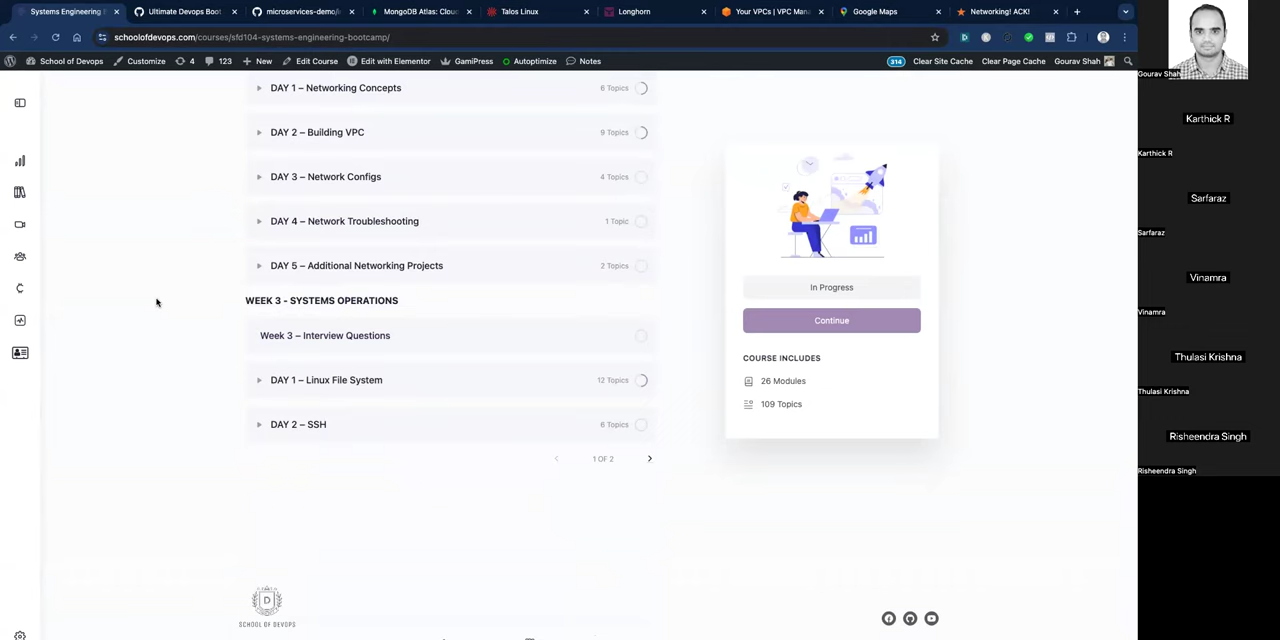 Systems Engineering
Ultimate Devops Boot
microservices-demo/
MongoDB Atlas: Clou
Talos Linux
Longhorn
Your VPCs | VPC Man
Google Maps
Networking! ACK!
schoolofdevops.com/courses/sfd104-systems-engineering-bootcamp/
School of Devops
Customize
4
123
New
Edit Course
Edit with Elementor
GamiPress
Autoptimize
Notes
314
Clear Site Cache
Clear Page Cache
Gourav Shah
DAY 1 – Networking Concepts
6 Topics
DAY 2 – Building VPC
9 Topics
DAY 3 – Network Configs
4 Topics
DAY 4 – Network Troubleshooting
1 Topic
DAY 5 – Additional Networking Projects
2 Topics
WEEK 3 - SYSTEMS OPERATIONS
Week 3 – Interview Questions
DAY 1 – Linux File System
12 Topics
DAY 2 – SSH
6 Topics
1 OF 2
In Progress
Continue
COURSE INCLUDES
26 Modules
109 Topics
D
SCHOOL OF DEVOPS
Gourav Shah
Karthick R
Karthick R
Sarfaraz
Sarfaraz
Vinamra
Vinamra
Thulasi Krishna
Thulasi Krishna
Risheendra Singh
Risheendra Singh